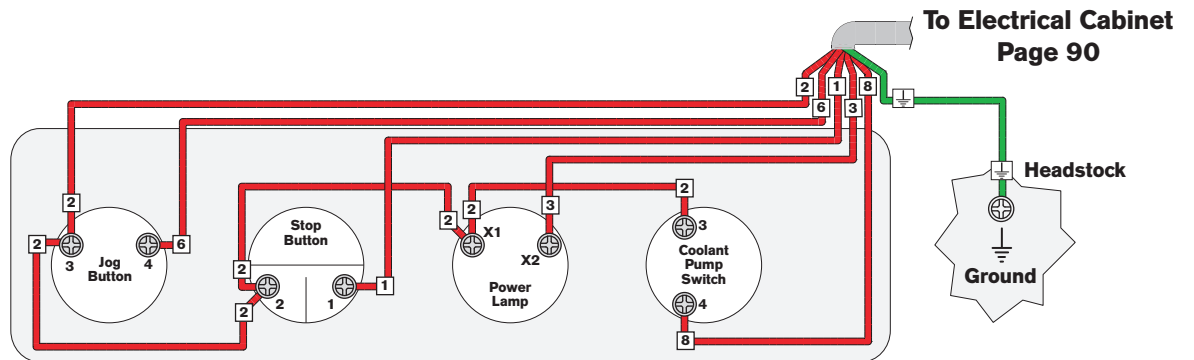 To Electrical Cabinet
Page 90
2
6
1
3
8
Headstock
Ground
2
2
3
4
6
Jog
Button
Stop
Button
2
2
2
1
1
2
2
3
X1
X2
Power
Lamp
2
3
Coolant
Pump
Switch
4
8